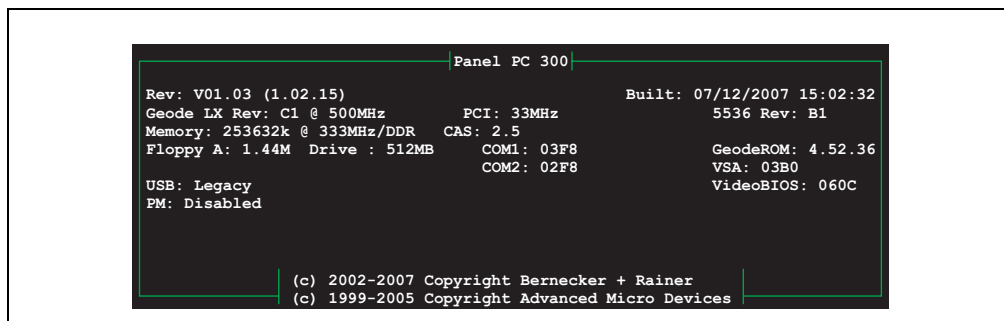 Panel PC 300
Rev: V01.03 (1.02.15) Built: 07/12/2007 15:02:32
Geode LX Rev: C1 @ 500MHz PCI: 33MHz 5536 Rev: B1
Memory: 253632k @ 333MHz/DDR CAS: 2.5
Floppy A: 1.44M Drive : 512MB COM1: 03F8 GeodeROM: 4.52.36
COM2: 02F8 VSA: 03B0
USB: Legacy VideoBIOS: 060C
PM: Disabled
(c) 2002-2007 Copyright Bernecker + Rainer
(c) 1999-2005 Copyright Advanced Micro Devices